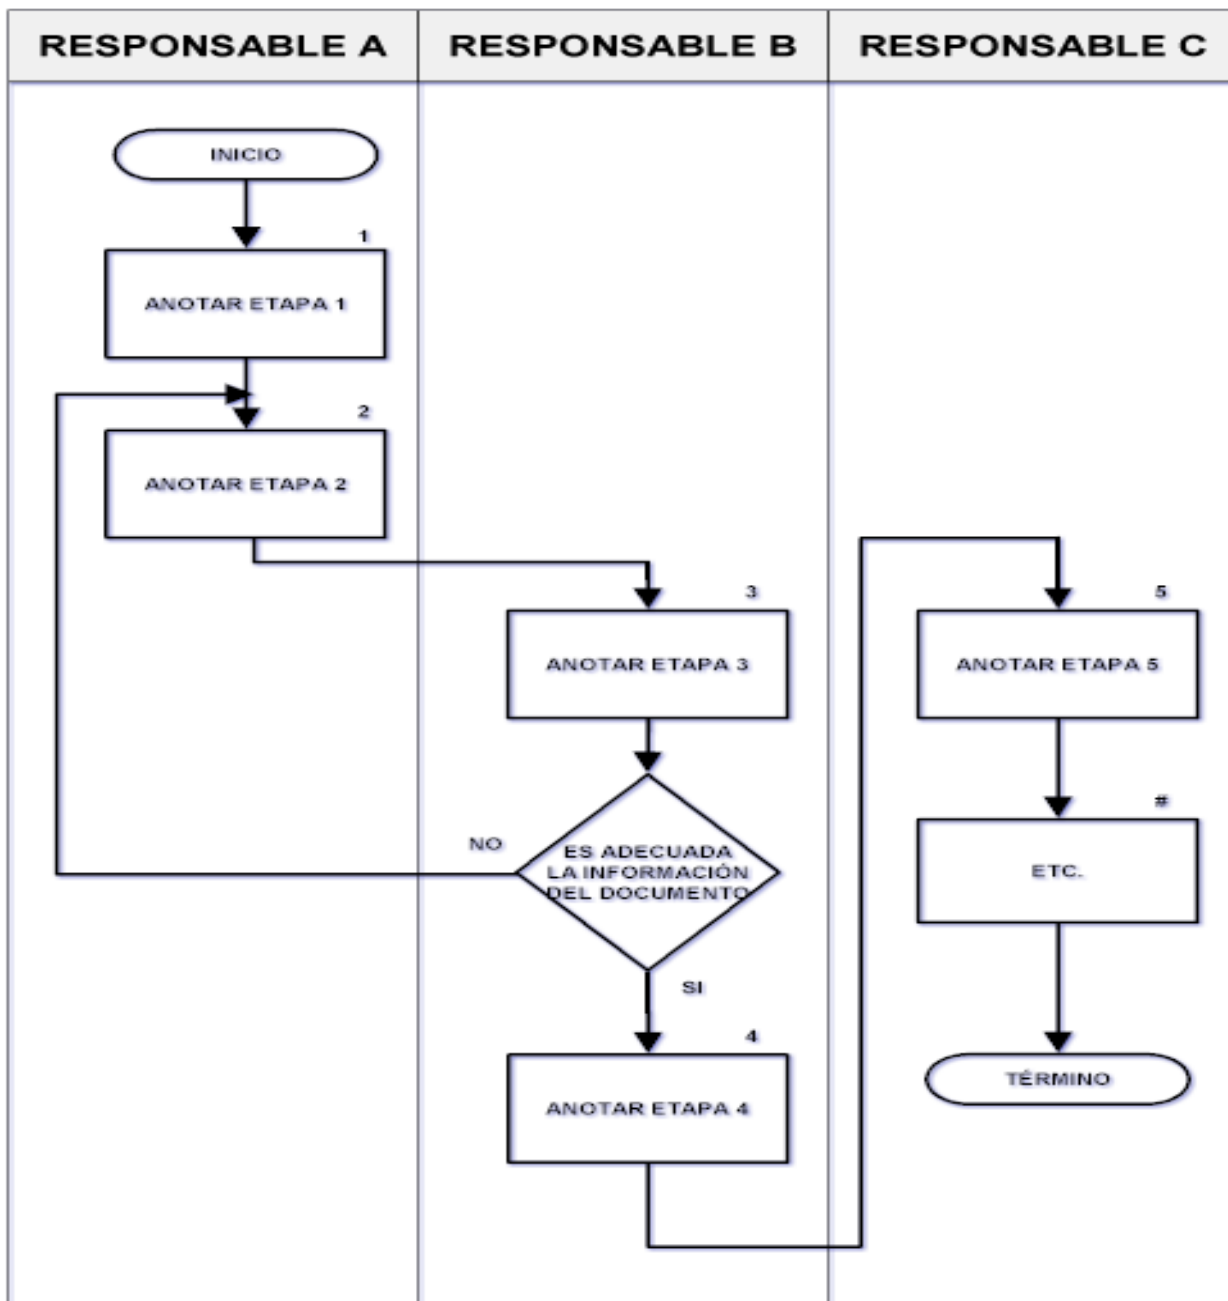 RESPONSABLE A
RESPONSABLE B
RESPONSABLE C
INICIO
1
ANOTAR ETAPA 1
2
ANOTAR ETAPA 2
3
ANOTAR ETAPA 3
NO
ES ADECUADA
LA INFORMACIÓN
DEL DOCUMENTO
SI
4
ANOTAR ETAPA 4
5
ANOTAR ETAPA 5
#
ETC.
TÉRMINO